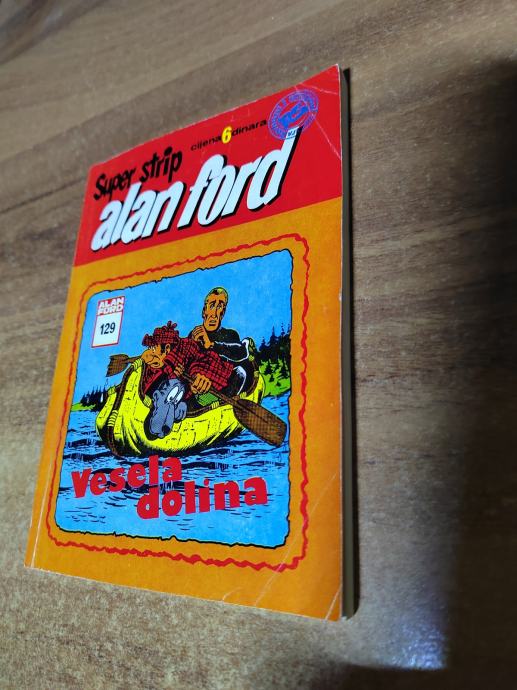 cijena 6 dinara
Super strip
alan ford
ALAN
FORD
129
Vesela
dolina